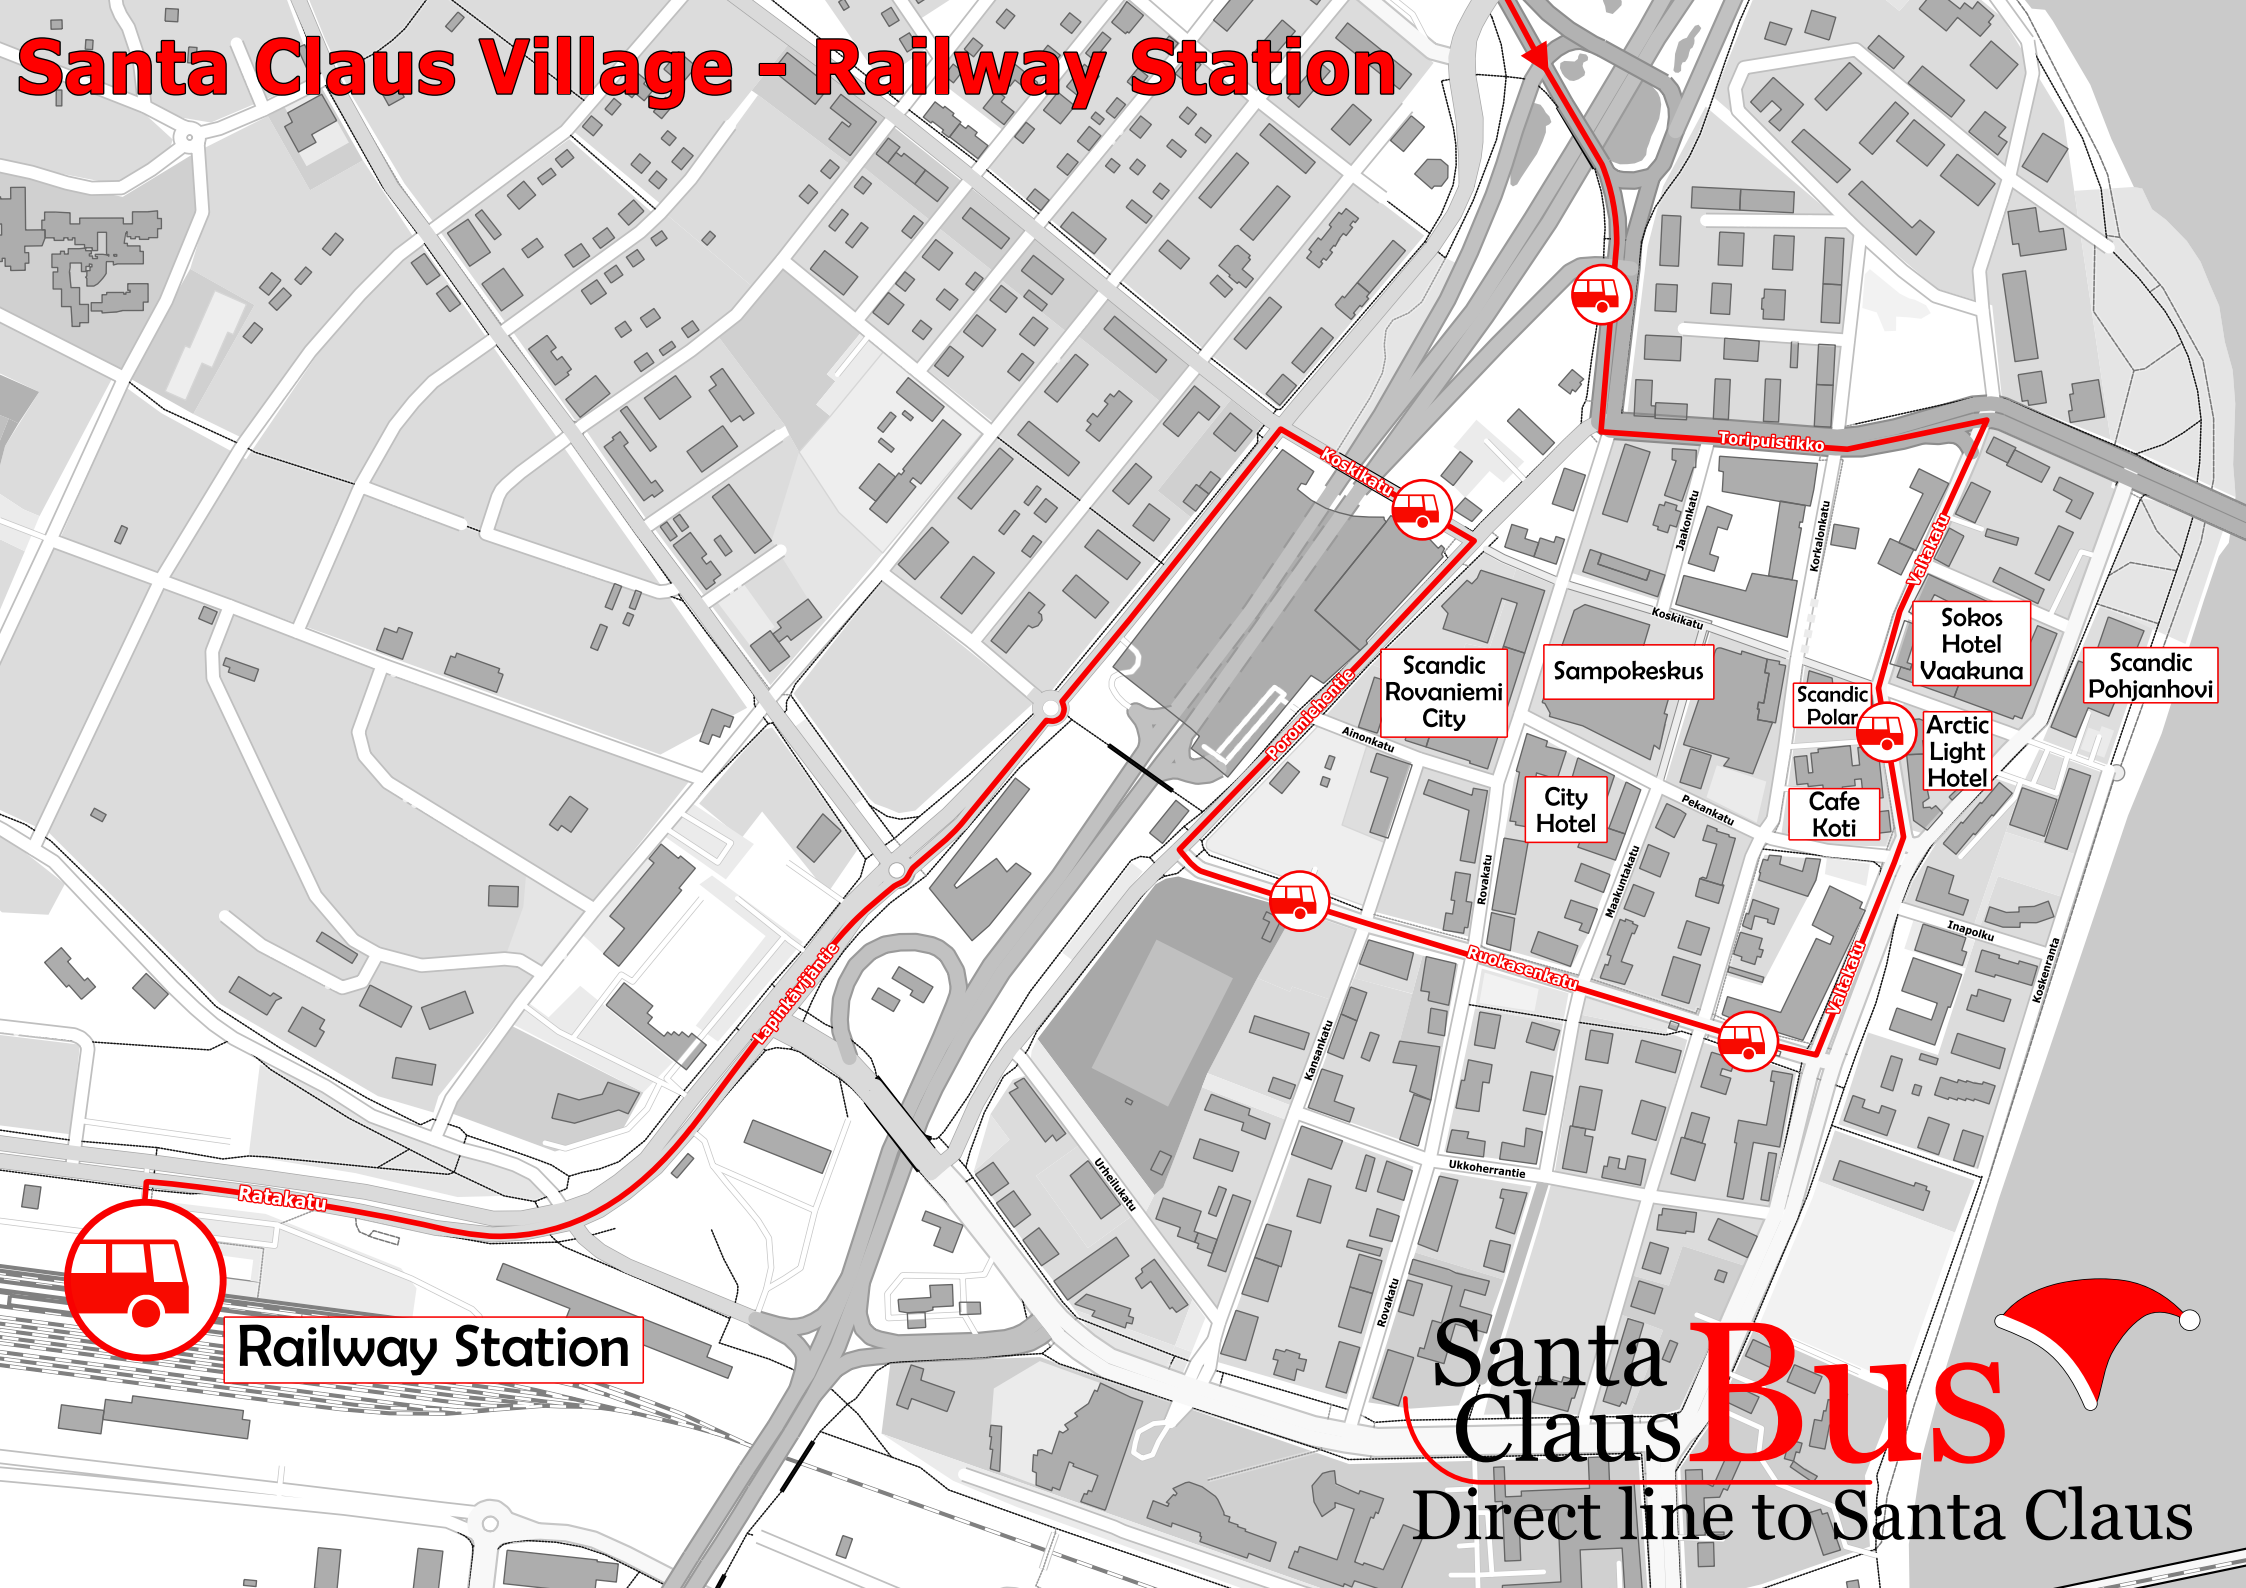 Santa Claus Village - Railway Station
Koskikatu
Toripuistikko
Jaakonkatu
Korkalonkatu
Valtakatu
Koskikatu
Sokos
Hotel
Vaakuna
Scandic
Pohjanhovi
Scandic
Rovaniemi
City
Sampokeskus
Scandic
Polar
Arctic
Light
Hotel
Poromiehentie
Ainonkatu
City
Hotel
Pekankatu
Cafe
Koti
Rovakatu
Maakuntakatu
Inapolku
Koskenranta
Valtakatu
Ruokasenkatu
Lapinkävijäntie
Kansankatu
Urheilukatu
Ukkoherrantie
Ratakatu
Rovakatu
Railway Station
Santa
Claus
Bus
Direct line to Santa Claus